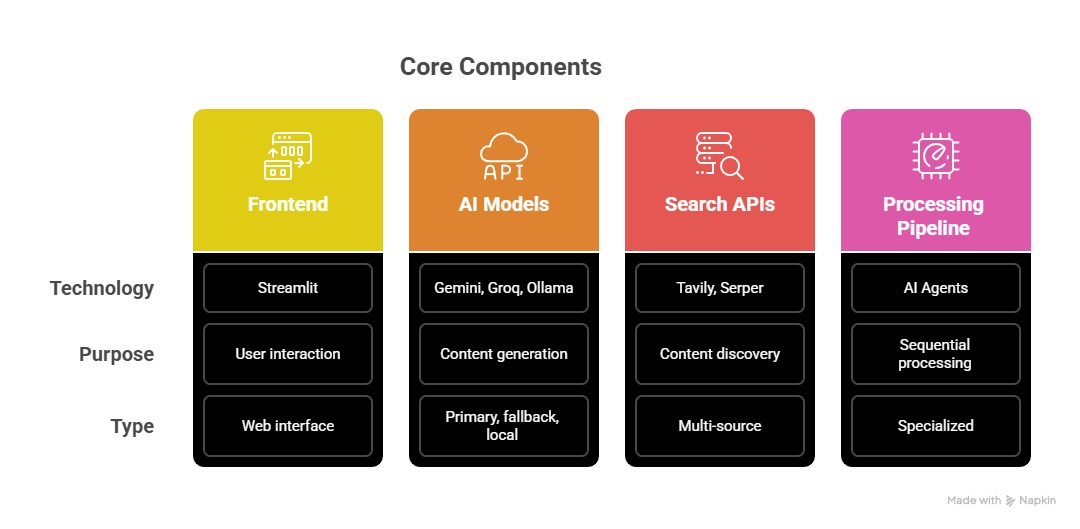 Core Components
API
Frontend
AI Models
Search APIs
Processing
Pipeline
Technology
Streamlit
Gemini, Groq, Ollama
Tavily, Serper
AI Agents
Purpose
User interaction
Content generation
Content discovery
Sequential
processing
Type
Web interface
Primary, fallback,
local
Multi-source
Specialized
Made with Napkin